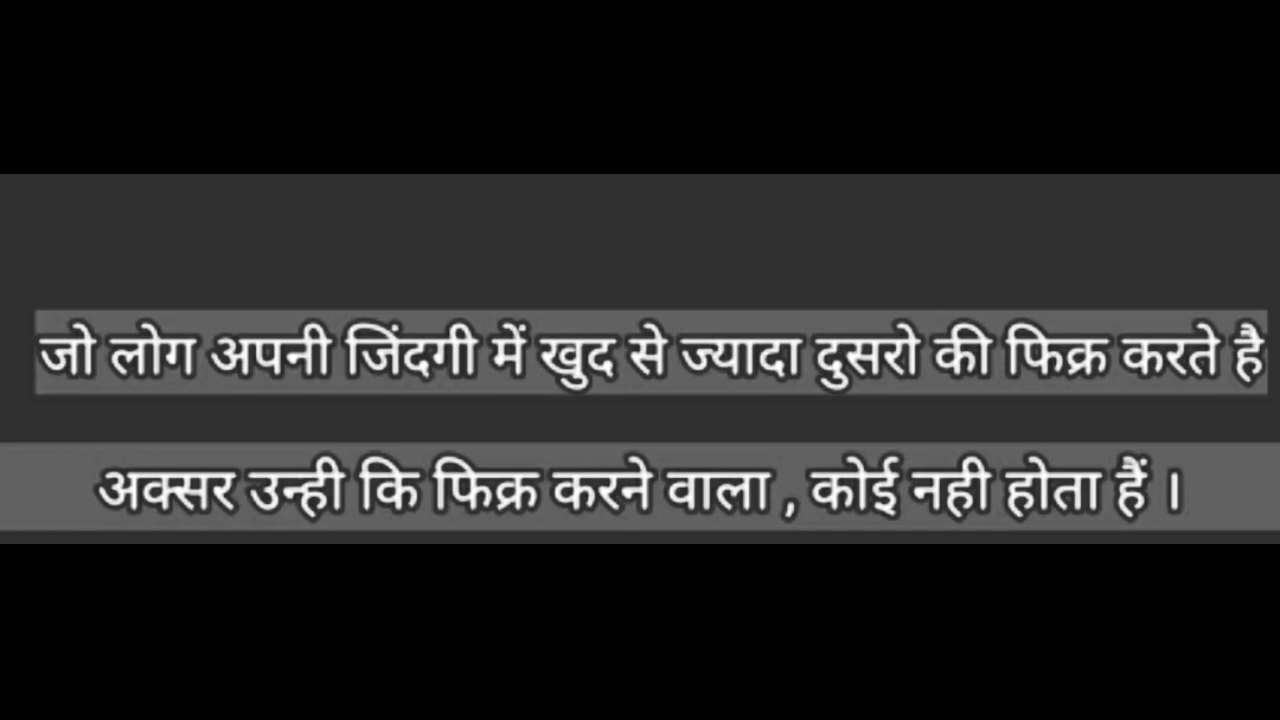 जो लोग अपनी जिंदगी में खुद से ज्यादा दुसरो की फिक्र करते है
अक्सर उन्ही कि फिक्र करने वाला , कोई नही होता हैं ।